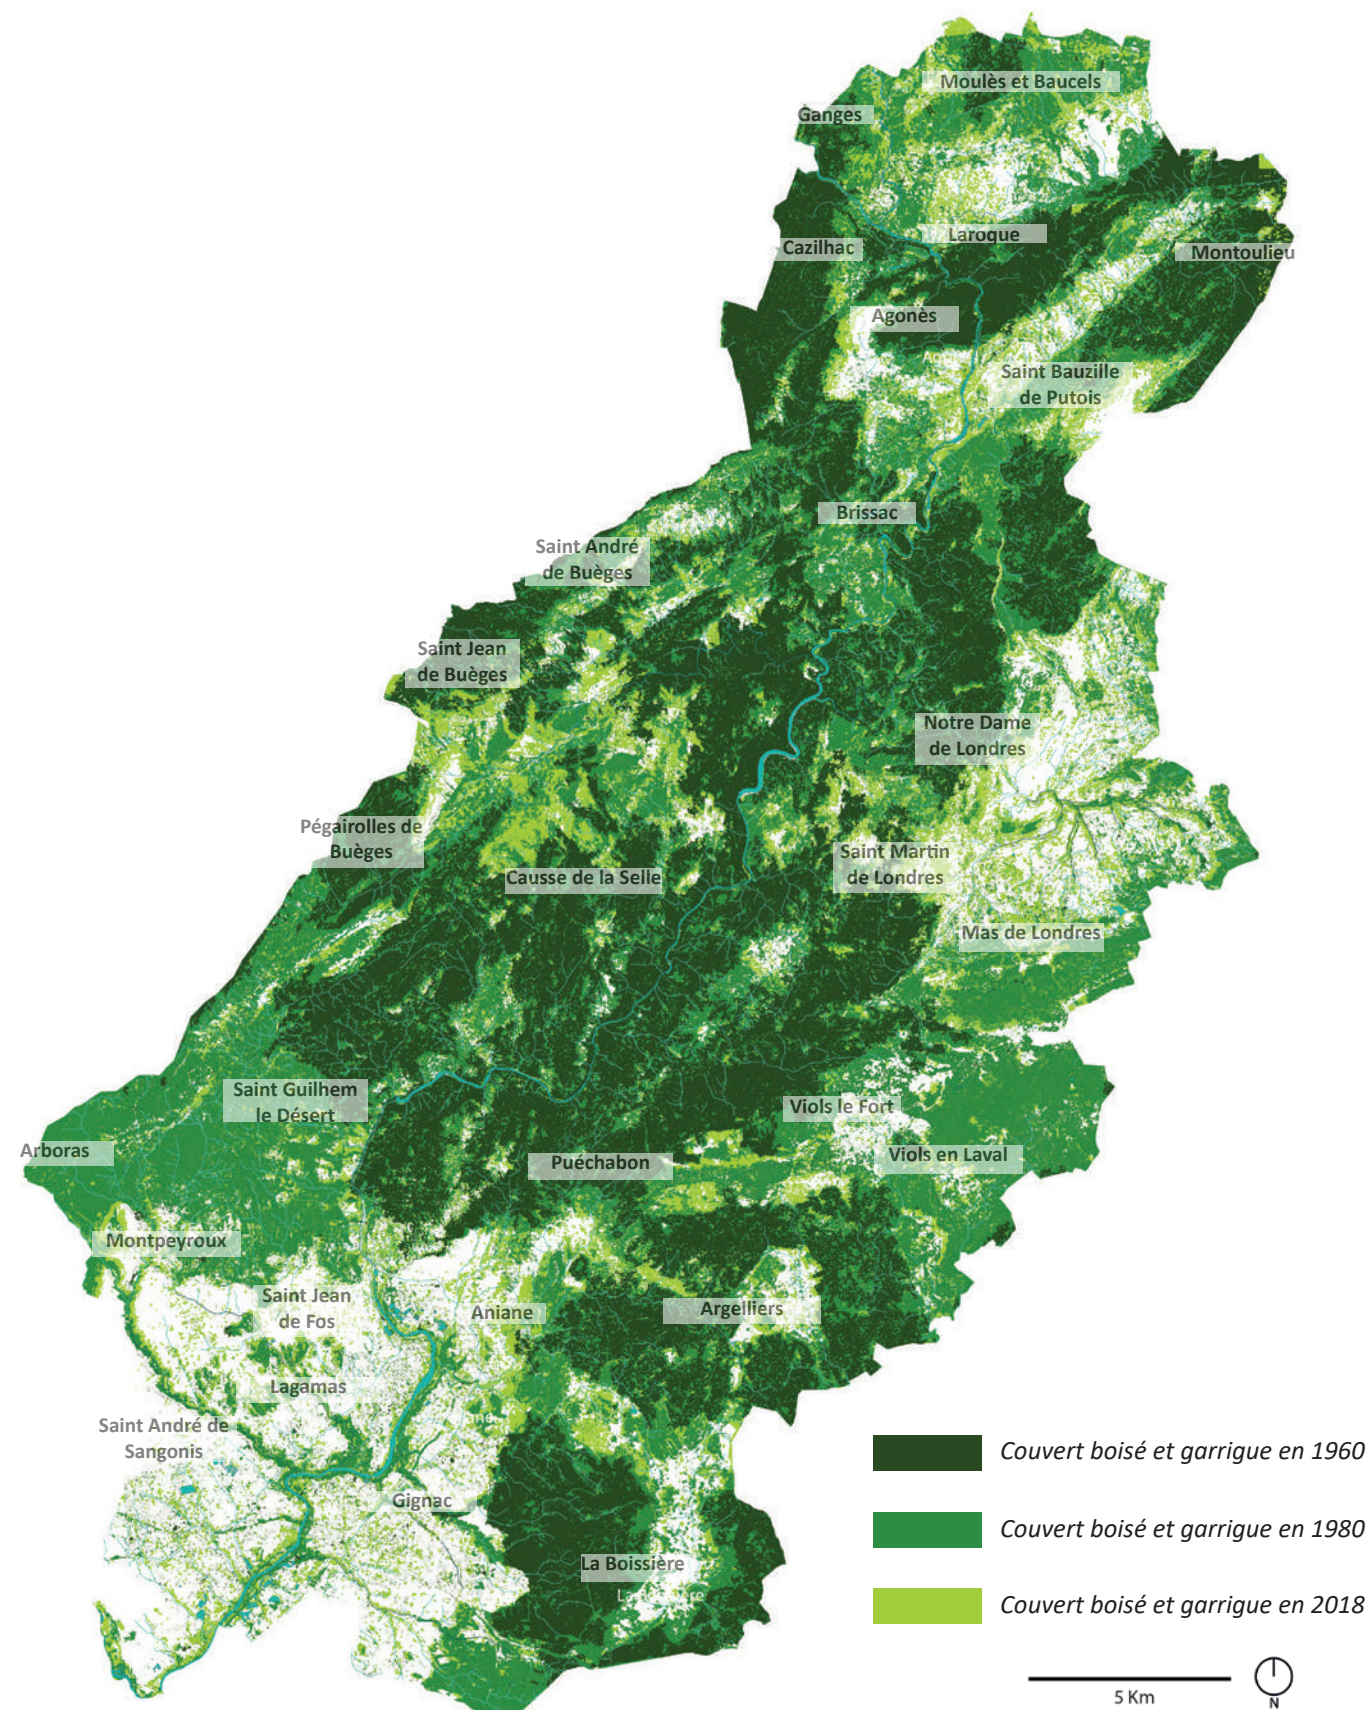 Moulès et Baucels
Ganges
Laroque
Cazilhac
Montoulieu
Agonès
Saint Bauzille
de Putois
Brissac
Saint André
de Buèges
Saint Jean
de Buèges
Notre Dame
de Londres
Pégairolles de
Buèges
Saint Martin
de Londres
Causse de la Selle
Mas de Londres
Saint Guilhem
le Désert
Viols le Fort
Arboras
Viols en Laval
Puéchabon
Montpeyroux
Saint Jean
de Fos
Aniane
Argelliers
Lagamas
Saint André de
Sangonis
Gignac
La Boissière
Couvert boisé et garrigue en 1960
Couvert boisé et garrigue en 1980
Couvert boisé et garrigue en 2018
5 Km
N